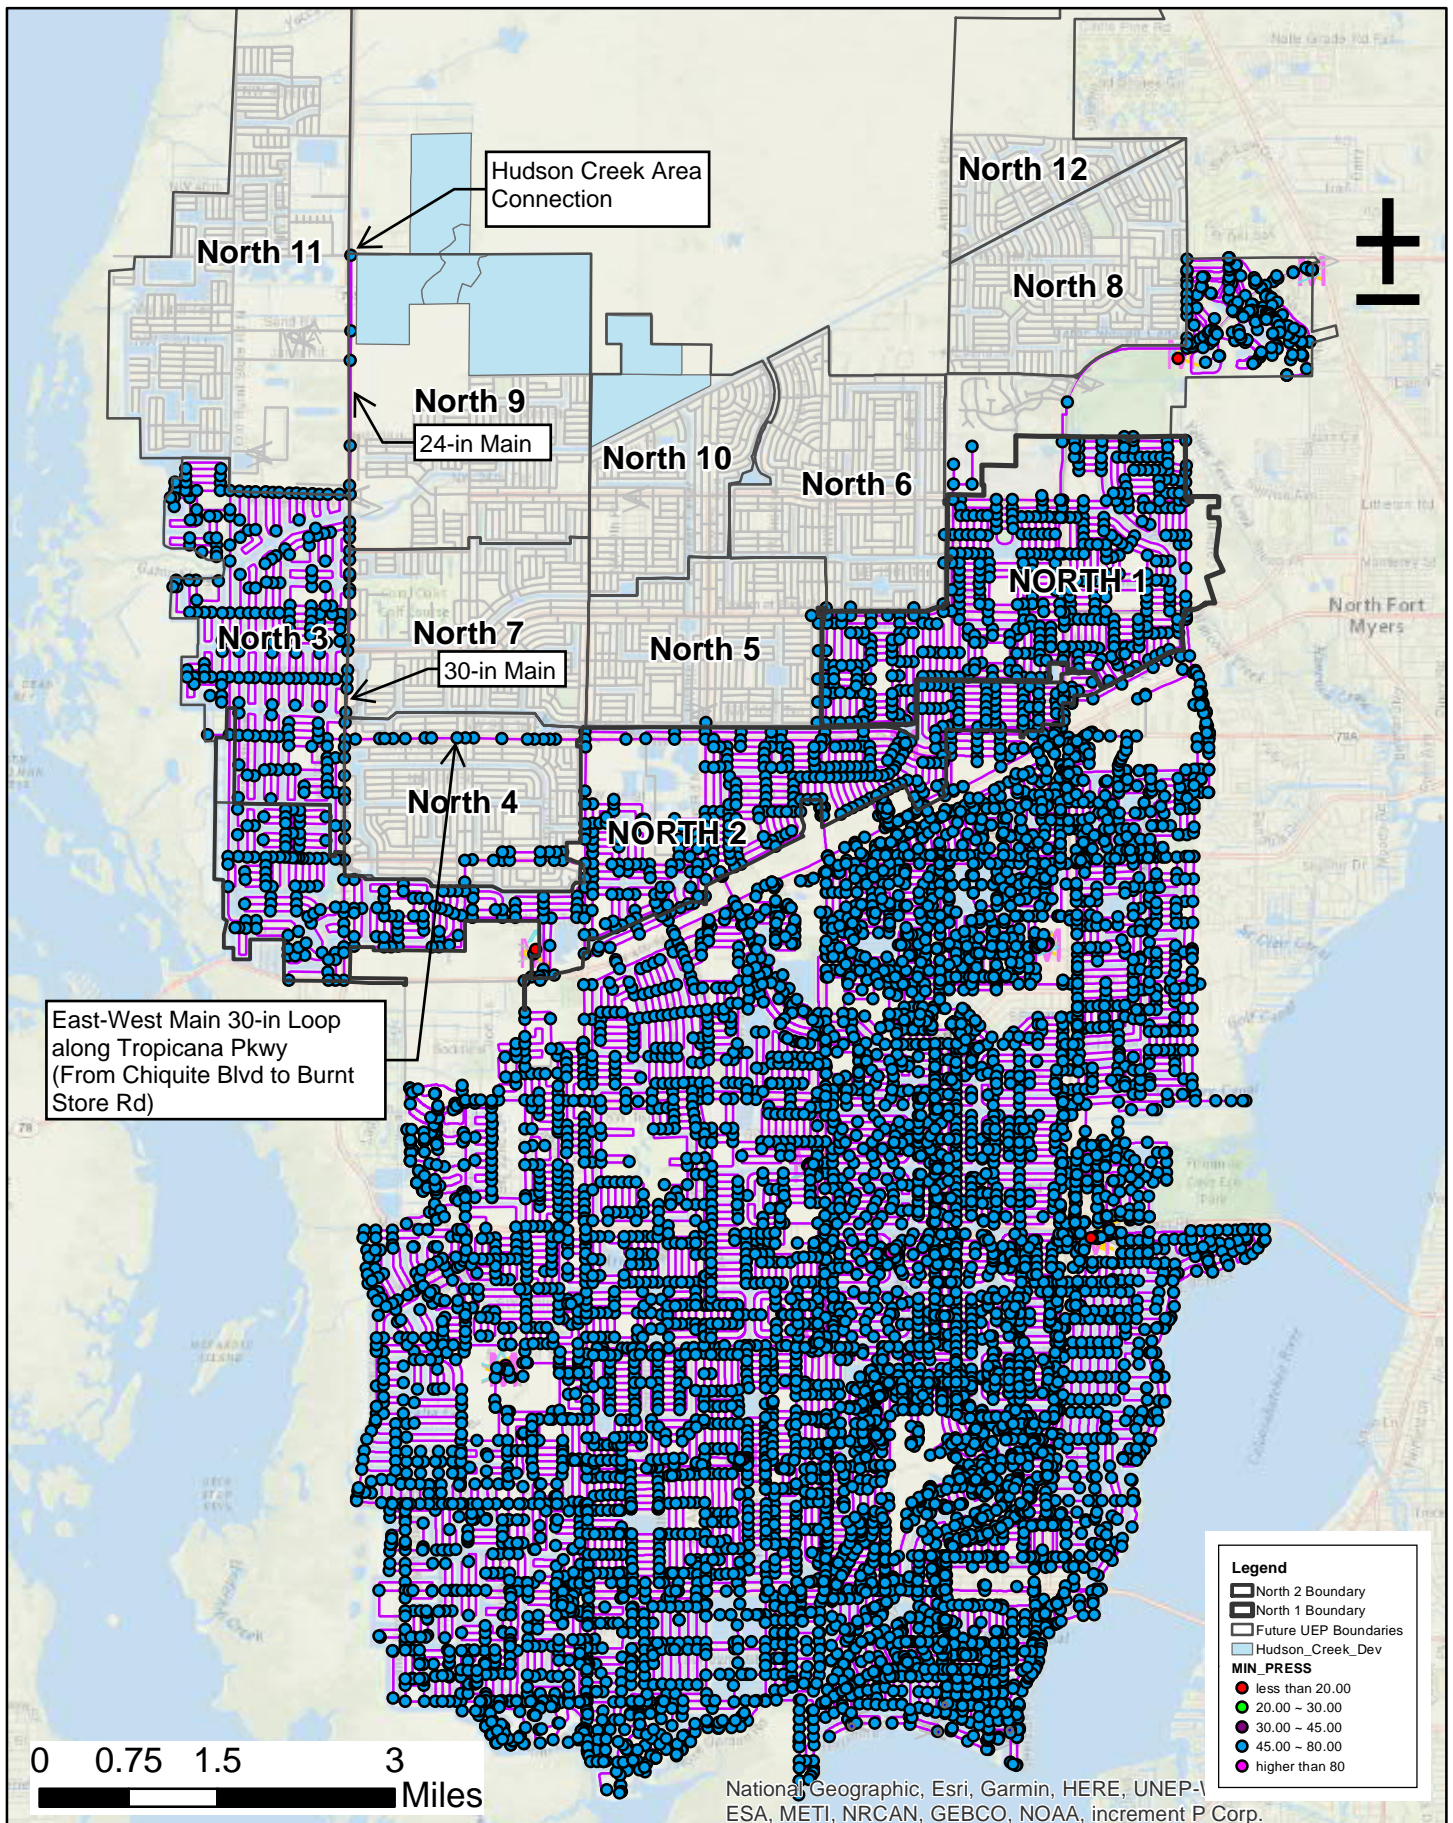 Hudson Creek Area
Connection
North 12
North 11
North 8
North 9
24-in Main
North 10
North 6
NORTH 1
North Fort
Myers
North 3
North 7
North 5
30-in Main
North 4
NORTH 2
East-West Main 30-in Loop
along Tropicana Pkwy
(From Chiquite Blvd to Burnt
Store Rd)
78
Legend
North 2 Boundary
North 1 Boundary
Future UEP Boundaries
Hudson_Creek_Dev
MIN_PRESS
less than 20.00
20.00 ~ 30.00
30.00 ~ 45.00
45.00 ~ 80.00
higher than 80
0 0.75 1.5 3
Miles
National Geographic, Esri, Garmin, HERE,
ESA, METI, NRCAN, GEBCO, NOAA, increment P Corp.